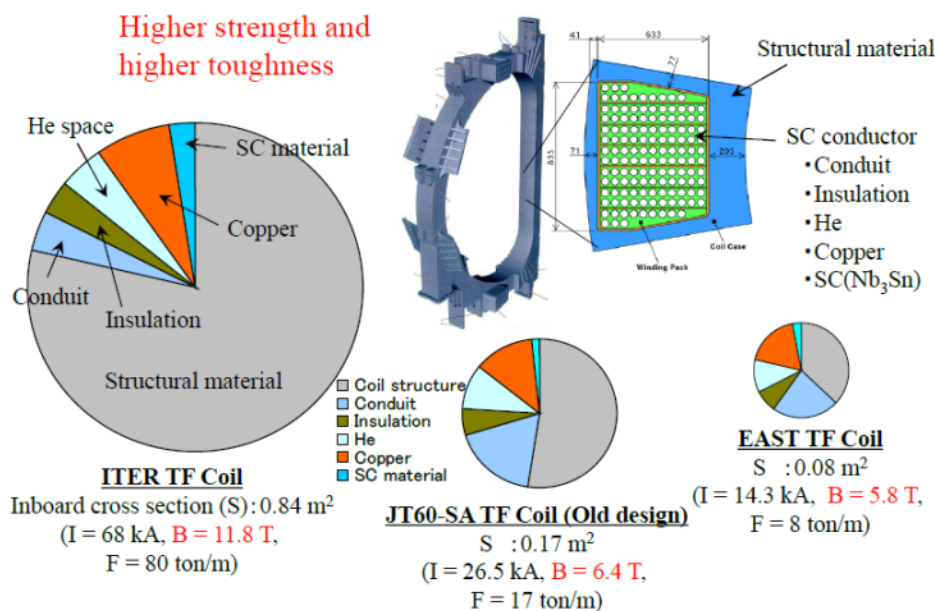 Higher strength and
higher toughness
He space
SC material
Copper
Conduit
Insulation
Structural material
41
633
77
835
71
205
Coil Case
Winding Pack
Structural material
SC conductor
・Conduit
・Insulation
・He
・Copper
・SC(Nb₃Sn)
Coil structure
Conduit
Insulation
He
Copper
SC material
ITER TF Coil
Inboard cross section (S) : 0.84 m²
(I = 68 kA, B = 11.8 T,
F = 80 ton/m)
JT60-SA TF Coil (Old design)
S : 0.17 m²
(I = 26.5 kA, B = 6.4 T,
F = 17 ton/m)
EAST TF Coil
S : 0.08 m²
(I = 14.3 kA, B = 5.8 T,
F = 8 ton/m)